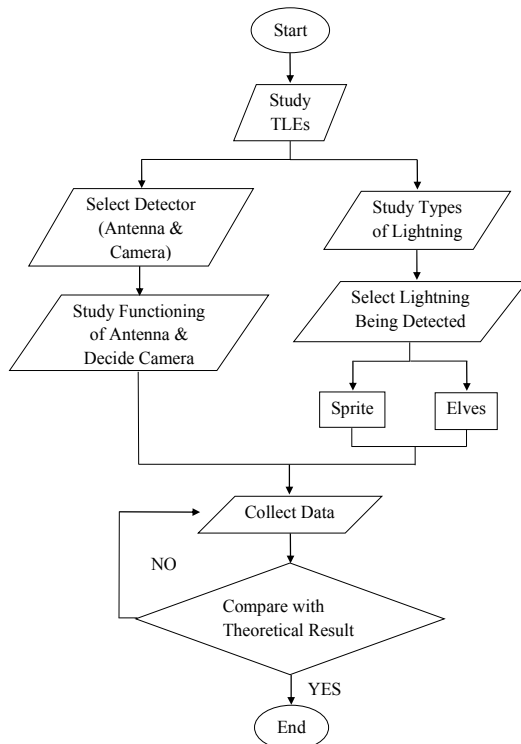 Start
Study
TLEs
Select Detector
(Antenna &
Camera)
Study Functioning
of Antenna &
Decide Camera
Study Types
of Lightning
Select Lightning
Being Detected
Sprite
Elves
Collect Data
NO
Compare with
Theoretical Result
YES
End